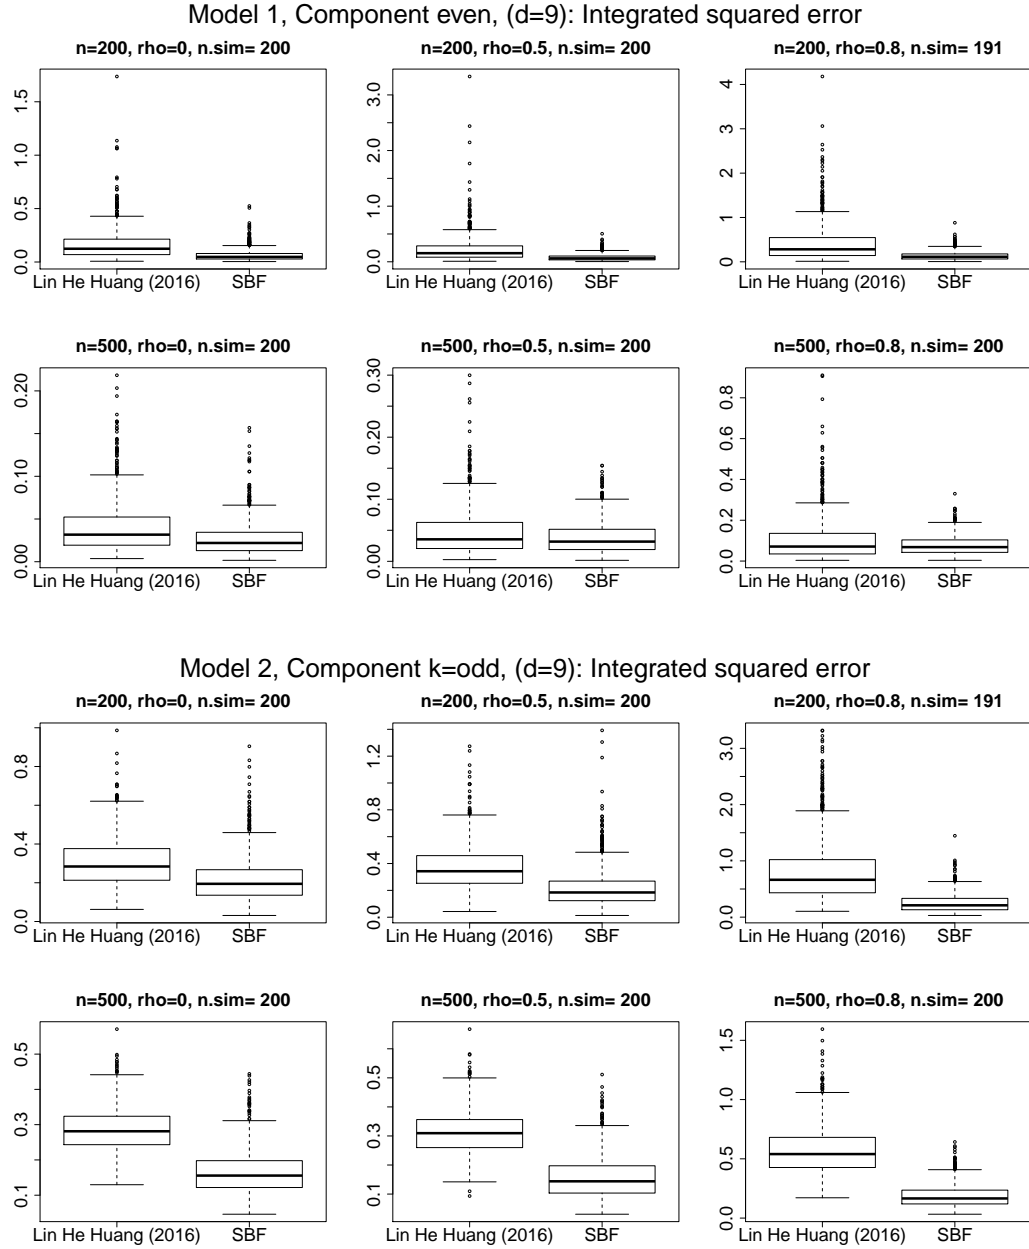 Model 1, Component even, (d=9): Integrated squared error
n=200, rho=0, n.sim= 200
n=200, rho=0.5, n.sim= 200
n=200, rho=0.8, n.sim= 191
0.0 0.5 1.0 1.5
0.0 1.0 2.0 3.0
0 1 2 3 4
Lin He Huang (2016) SBF
Lin He Huang (2016) SBF
Lin He Huang (2016) SBF
n=500, rho=0, n.sim= 200
n=500, rho=0.5, n.sim= 200
n=500, rho=0.8, n.sim= 200
0.00 0.10 0.20
0.00 0.10 0.20 0.30
0.0 0.2 0.4 0.6 0.8
Lin He Huang (2016) SBF
Lin He Huang (2016) SBF
Lin He Huang (2016) SBF
Model 2, Component k=odd, (d=9): Integrated squared error
n=200, rho=0, n.sim= 200
n=200, rho=0.5, n.sim= 200
n=200, rho=0.8, n.sim= 191
0.0 0.4 0.8
0.0 0.4 0.8 1.2
0.0 1.0 2.0 3.0
Lin He Huang (2016) SBF
Lin He Huang (2016) SBF
Lin He Huang (2016) SBF
n=500, rho=0, n.sim= 200
n=500, rho=0.5, n.sim= 200
n=500, rho=0.8, n.sim= 200
0.1 0.3 0.5
0.1 0.3 0.5
0.0 0.5 1.0 1.5
Lin He Huang (2016) SBF
Lin He Huang (2016) SBF
Lin He Huang (2016) SBF